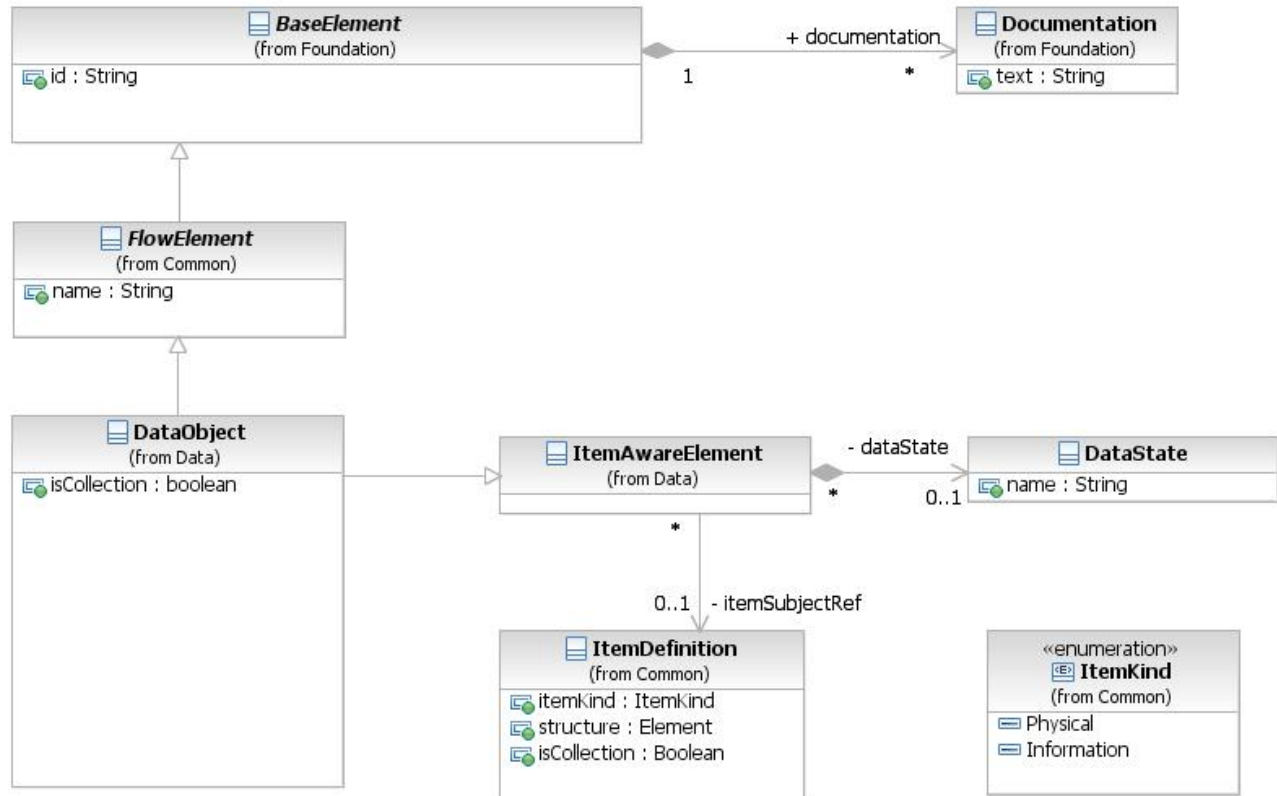 BaseElement
(from Foundation)
id : String
+ documentation
1
*
Documentation
(from Foundation)
text : String
FlowElement
(from Common)
name : String
DataObject
(from Data)
isCollection : boolean
ItemAwareElement
(from Data)
- dataState
*
0..1
DataState
name : String
*
0..1 - itemSubjectRef
ItemDefinition
(from Common)
itemKind : ItemKind
structure : Element
isCollection : Boolean
«enumeration»
<E> ItemKind
(from Common)
Physical
Information